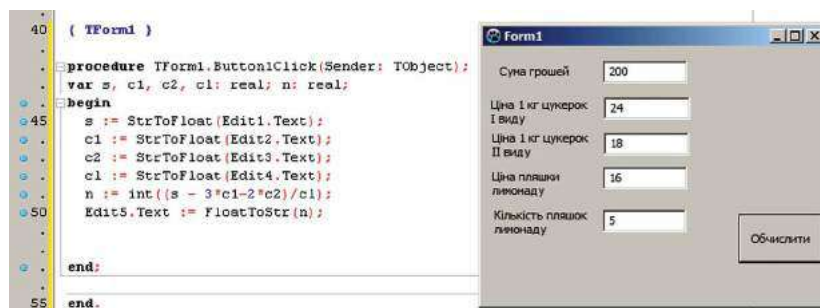 40 { TForm1 }
procedure TForm1.Button1Click(Sender: TObject);
var s, c1, c2, cl: real; n: real;
begin
45 s := StrToFloat(Edit1.Text);
c1 := StrToFloat(Edit2.Text);
c2 := StrToFloat(Edit3.Text);
cl := StrToFloat(Edit4.Text);
n := int((s - 3*c1-2*c2)/cl);
50 Edit5.Text := FloatToStr(n);
end;
55 end.
Form1
Сума грошей 200
Ціна 1 кг цукерок
І виду 24
Ціна 1 кг цукерок
ІІ виду 18
Ціна пляшки
лимонаду 16
Кількість пляшок
лимонаду 5
Обчислити